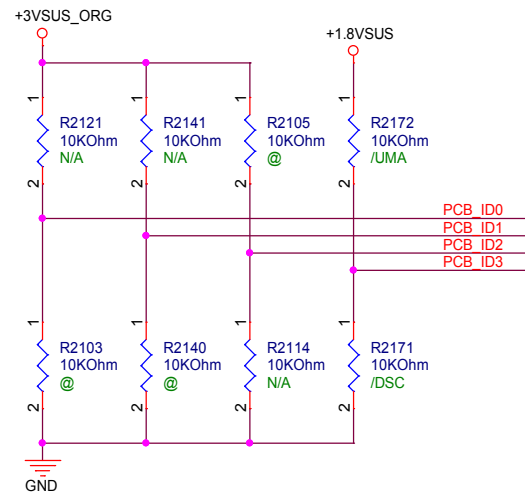 +3VSUS_ORG
+1.8VSUS
1
R2121
10KOhm
N/A
2
1
R2141
10KOhm
N/A
2
1
R2105
10KOhm
@
2
1
R2172
10KOhm
/UMA
2
PCB_ID0
PCB_ID1
PCB_ID2
PCB_ID3
1
R2103
10KOhm
@
2
1
R2140
10KOhm
@
2
1
R2114
10KOhm
N/A
2
1
R2171
10KOhm
/DSC
2
GND